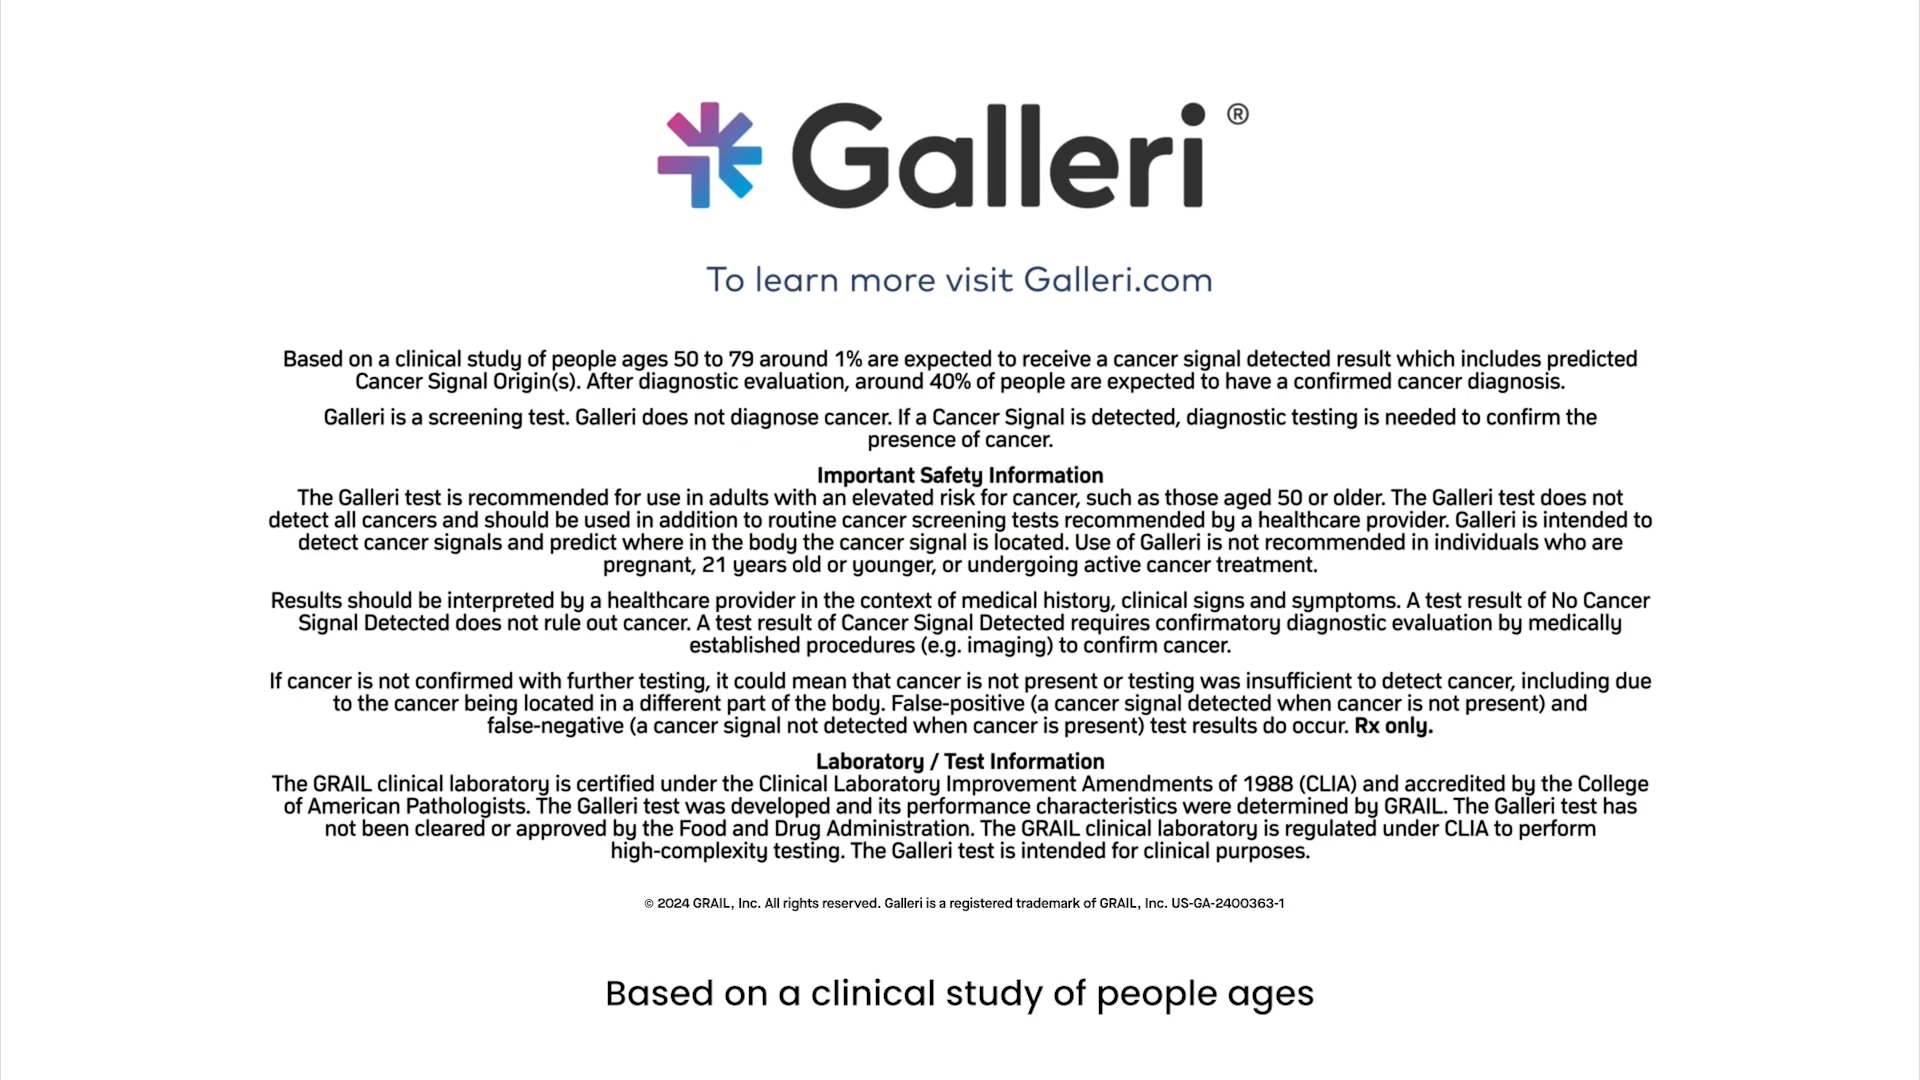 Galleri®
To learn more visit Galleri.com
Based on a clinical study of people ages 50 to 79 around 1% are expected to receive a cancer signal detected result which includes predicted
Cancer Signal Origin(s). After diagnostic evaluation, around 40% of people are expected to have a confirmed cancer diagnosis.
Galleri is a screening test. Galleri does not diagnose cancer. If a Cancer Signal is detected, diagnostic testing is needed to confirm the
presence of cancer.
Important Safety Information
The Galleri test is recommended for use in adults with an elevated risk for cancer, such as those aged 50 or older. The Galleri test does not
detect all cancers and should be used in addition to routine cancer screening tests recommended by a healthcare provider. Galleri is intended to
detect cancer signals and predict where in the body the cancer signal is located. Use of Galleri is not recommended in individuals who are
pregnant, 21 years old or younger, or undergoing active cancer treatment.
Results should be interpreted by a healthcare provider in the context of medical history, clinical signs and symptoms. A test result of No Cancer
Signal Detected does not rule out cancer. A test result of Cancer Signal Detected requires confirmatory diagnostic evaluation by medically
established procedures (e.g. imaging) to confirm cancer.
If cancer is not confirmed with further testing, it could mean that cancer is not present or testing was insufficient to detect cancer, including due
to the cancer being located in a different part of the body. False-positive (a cancer signal detected when cancer is not present) and
false-negative (a cancer signal not detected when cancer is present) test results do occur. Rx only.
Laboratory / Test Information
The GRAIL clinical laboratory is certified under the Clinical Laboratory Improvement Amendments of 1988 (CLIA) and accredited by the College
of American Pathologists. The Galleri test was developed and its performance characteristics were determined by GRAIL. The Galleri test has
not been cleared or approved by the Food and Drug Administration. The GRAIL clinical laboratory is regulated under CLIA to perform
high-complexity testing. The Galleri test is intended for clinical purposes.
© 2024 GRAIL, Inc. All rights reserved. Galleri is a registered trademark of GRAIL, Inc. US-GA-2400363-1
Based on a clinical study of people ages